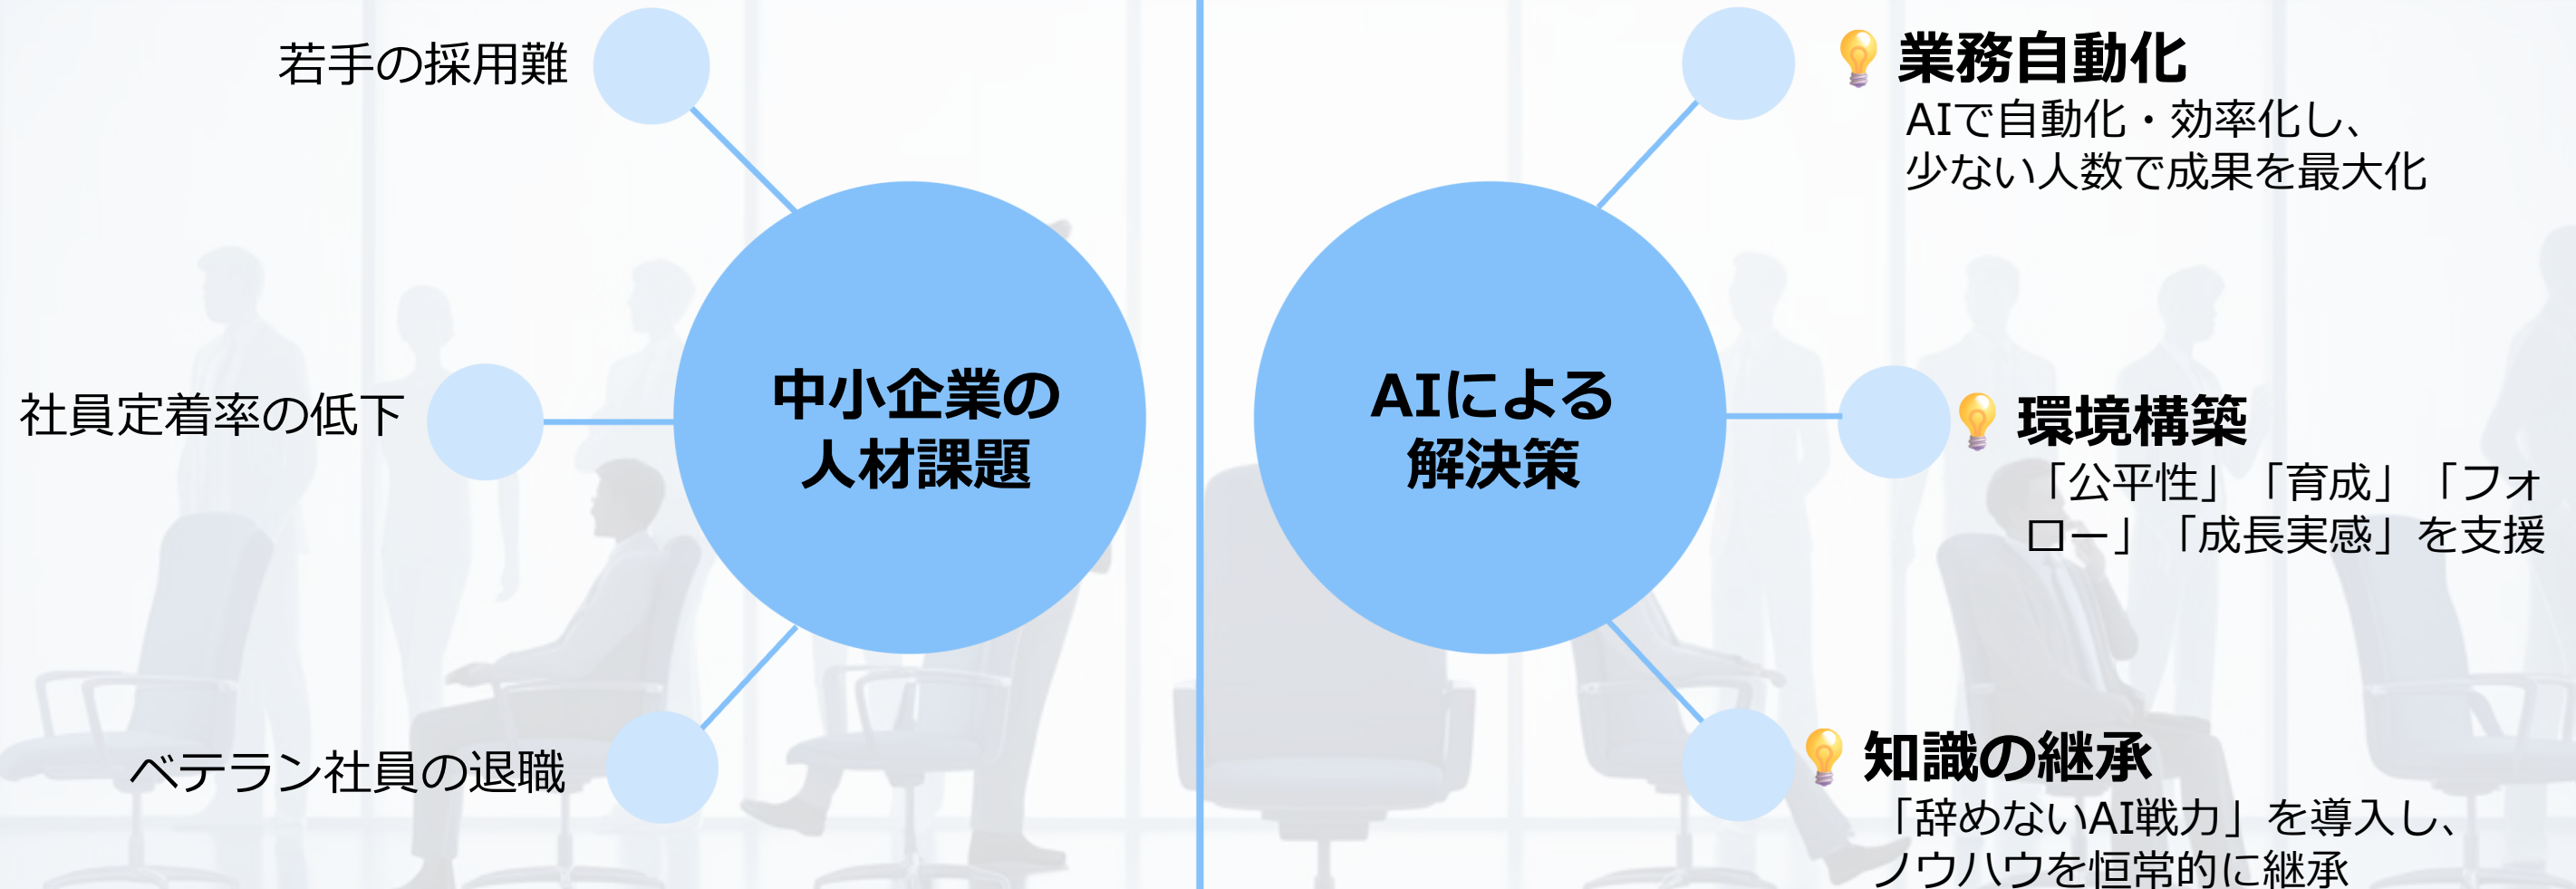 若手の採用難
社員定着率の低下
ベテラン社員の退職
中小企業の
人材課題
AIによる
解決策
💡業務自動化
AIで自動化・効率化し、
少ない人数で成果を最大化
💡環境構築
「公平性」「育成」「フォ
ロー」「成長実感」を支援
💡知識の継承
「辞めないAI戦力」を導入し、
ノウハウを恒常的に継承